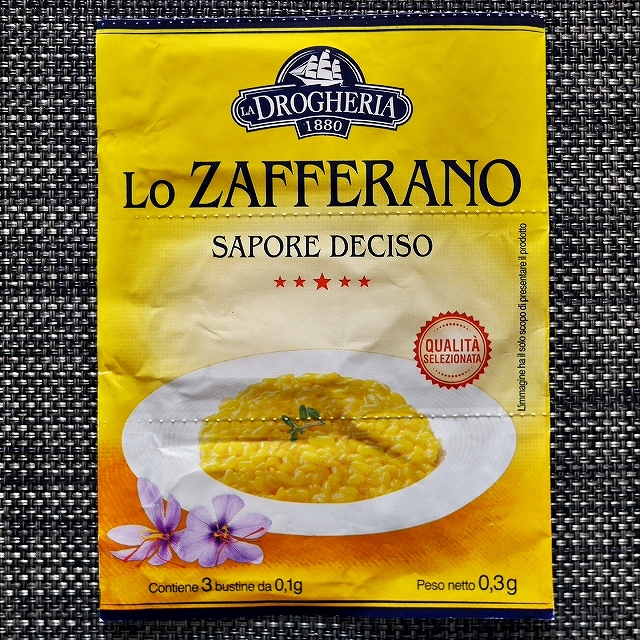 LA DROGHERIA
1880
Lo ZAFFERANO
SAPORE DECISO
QUALITÀ
SELEZIONATA
L'immagine ha il solo scopo di presentare il prodotto
Contiene 3 bustine da 0,1g
Peso netto 0,3g